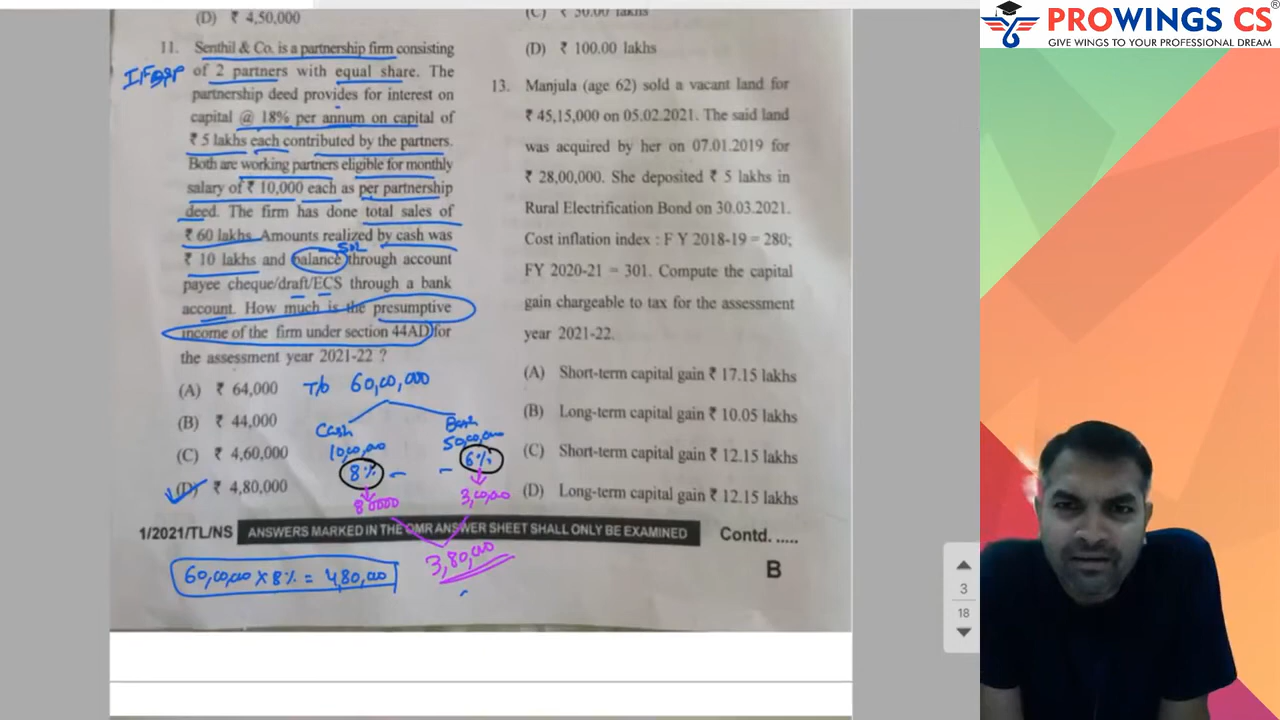 (D) ₹ 4,50,000
11. Senthil & Co. is a partnership firm consisting
of 2 partners with equal share. The
partnership deed provides for interest on
capital @ 18% per annum on capital of
₹ 5 lakhs each contributed by the partners.
Both are working partners eligible for monthly
salary of ₹ 10,000 each as per partnership
deed. The firm has done total sales of
₹ 60 lakhs. Amounts realized by cash was
50L
₹ 10 lakhs and balance through account
payee cheque/draft/ECS through a bank
account. How much is the presumptive
income of the firm under section 44AD for
the assessment year 2021-22 ?
(A) ₹ 64,000
(B) ₹ 44,000
(C) ₹ 4,60,000
(D) ₹ 4,80,000
T/o 60,00,000
Cash
10,00,000
8%
80000
Bank
50,00,000
6%
3,00,000
3,80,000
60,00,000 x 8% = 4,80,000
1/2021/TL/NS ANSWERS MARKED IN THE OMR ANSWER SHEET SHALL ONLY BE EXAMINED Contd. .....
B
(C) ₹ 50.00 lakhs
(D) ₹ 100.00 lakhs
13. Manjula (age 62) sold a vacant land for
₹ 45,15,000 on 05.02.2021. The said land
was acquired by her on 07.01.2019 for
₹ 28,00,000. She deposited ₹ 5 lakhs in
Rural Electrification Bond on 30.03.2021.
Cost inflation index : F Y 2018-19 = 280;
FY 2020-21 = 301. Compute the capital
gain chargeable to tax for the assessment
year 2021-22.
(A) Short-term capital gain ₹ 17.15 lakhs
(B) Long-term capital gain ₹ 10.05 lakhs
(C) Short-term capital gain ₹ 12.15 lakhs
(D) Long-term capital gain ₹ 12.15 lakhs
3
18
PROWINGS CS®
GIVE WINGS TO YOUR PROFESSIONAL DREAM